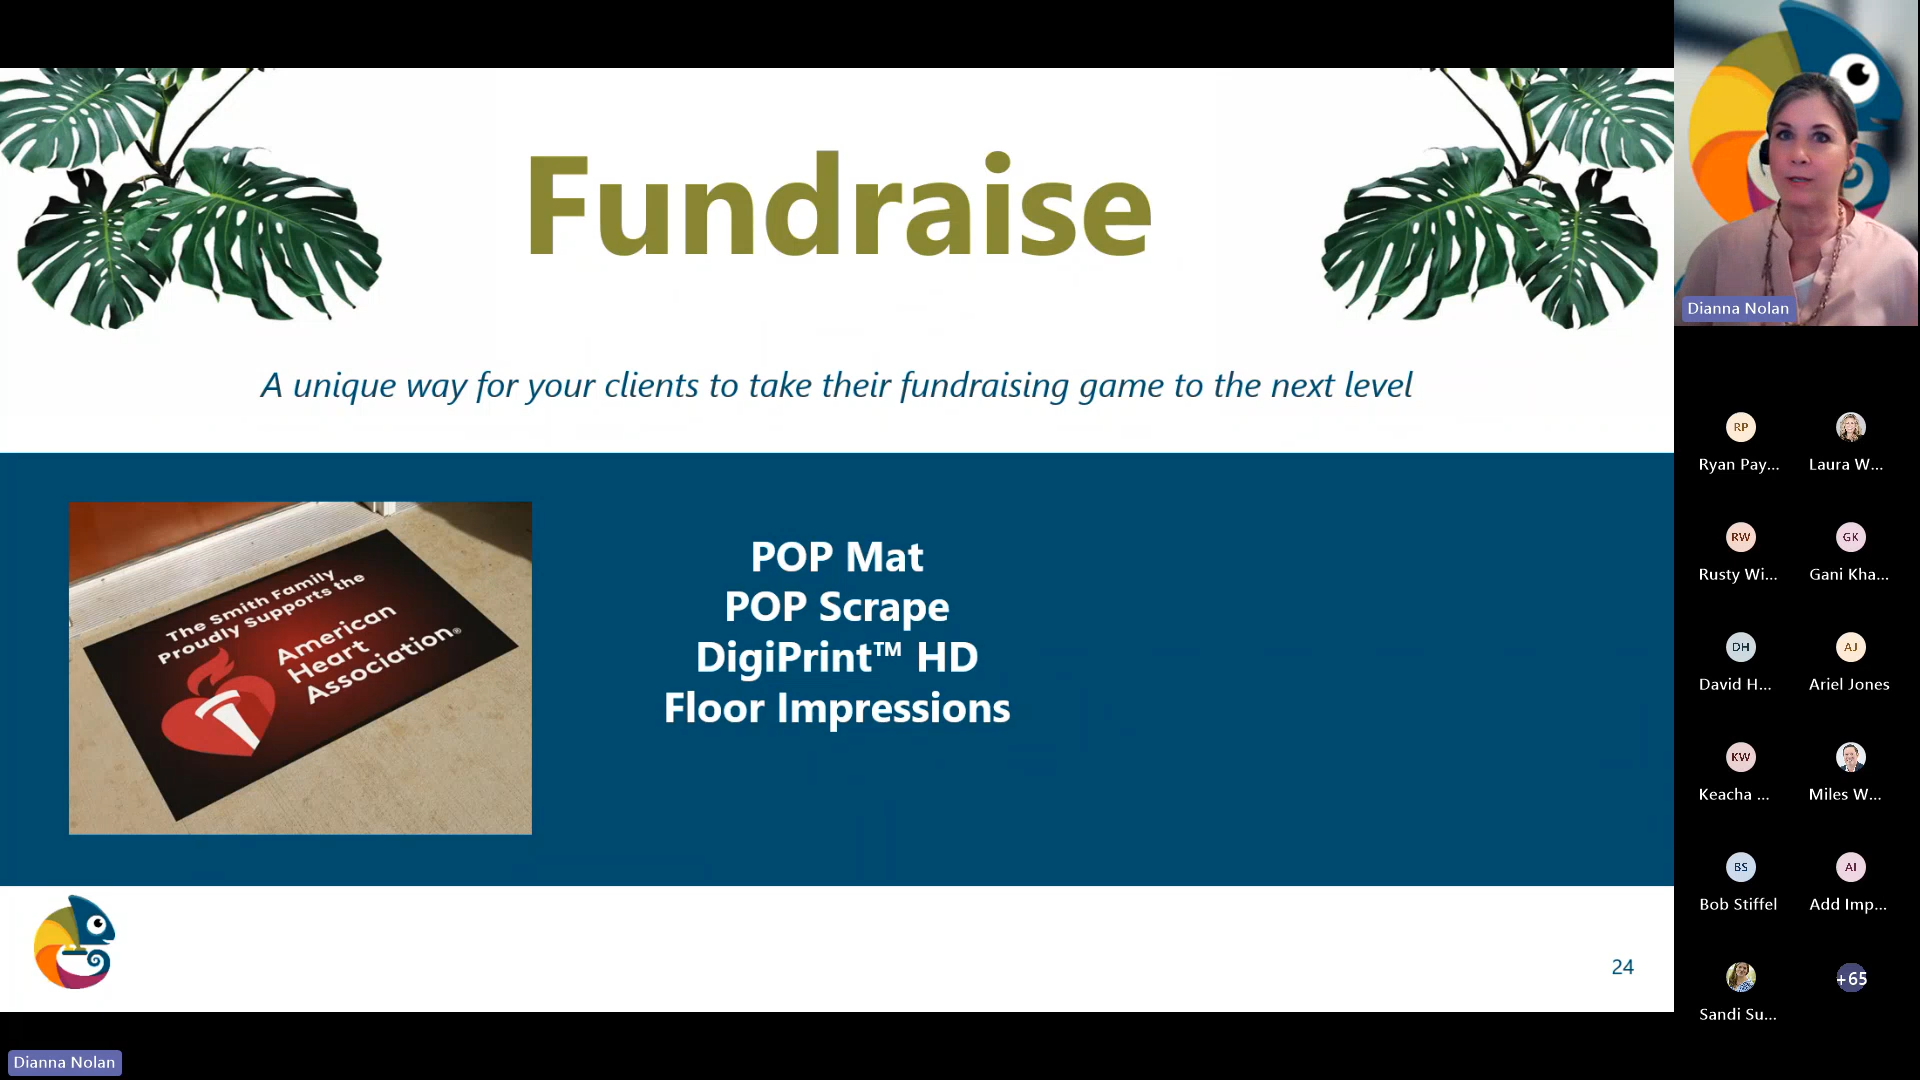 Fundraise
A unique way for your clients to take their fundraising game to the next level
The Smith Family
Proudly Supports the
American
Heart
Association®
POP Mat
POP Scrape
DigiPrint™ HD
Floor Impressions
24
Dianna Nolan
Dianna Nolan
RP
Ryan Pay...
Laura W...
RW
Rusty Wi...
GK
Gani Kha...
DH
David H...
AJ
Ariel Jones
KW
Keacha ...
Miles W...
BS
Bob Stiffel
AI
Add Imp...
Sandi Su...
+65